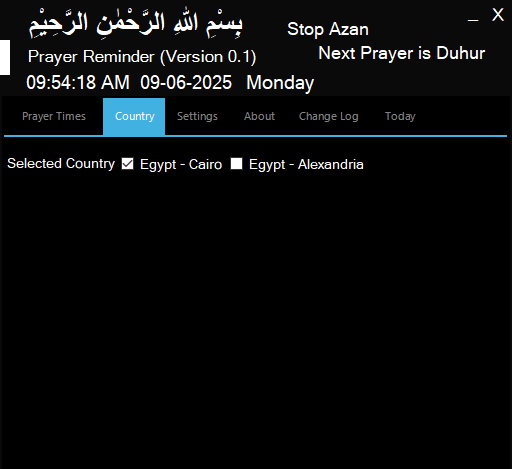 بِسْمِ اللهِ الرَّحْمٰنِ الرَّحِيْمِ
_ X
Stop Azan
Prayer Reminder (Version 0.1)
Next Prayer is Duhur
09:54:18 AM 09-06-2025 Monday
Prayer Times Country Settings About Change Log Today
Selected Country Egypt - Cairo Egypt - Alexandria